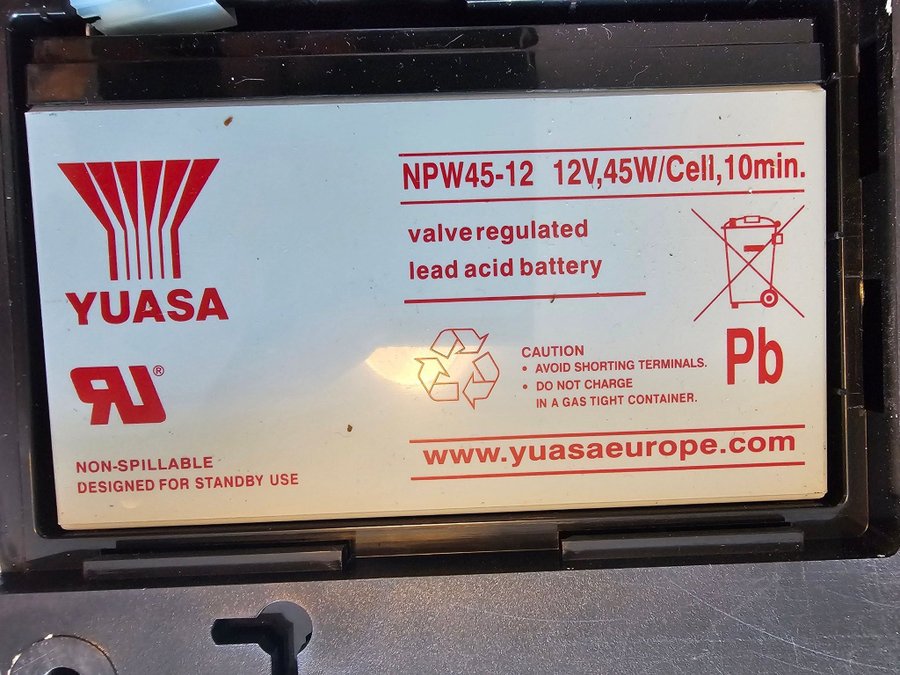 YUASA
®
NON-SPILLABLE
DESIGNED FOR STANDBY USE
NPW45-12 12V,45W/Cell,10min.
valve regulated
lead acid battery
Pb
CAUTION
• AVOID SHORTING TERMINALS.
• DO NOT CHARGE
IN A GAS TIGHT CONTAINER.
www.yuasaeurope.com